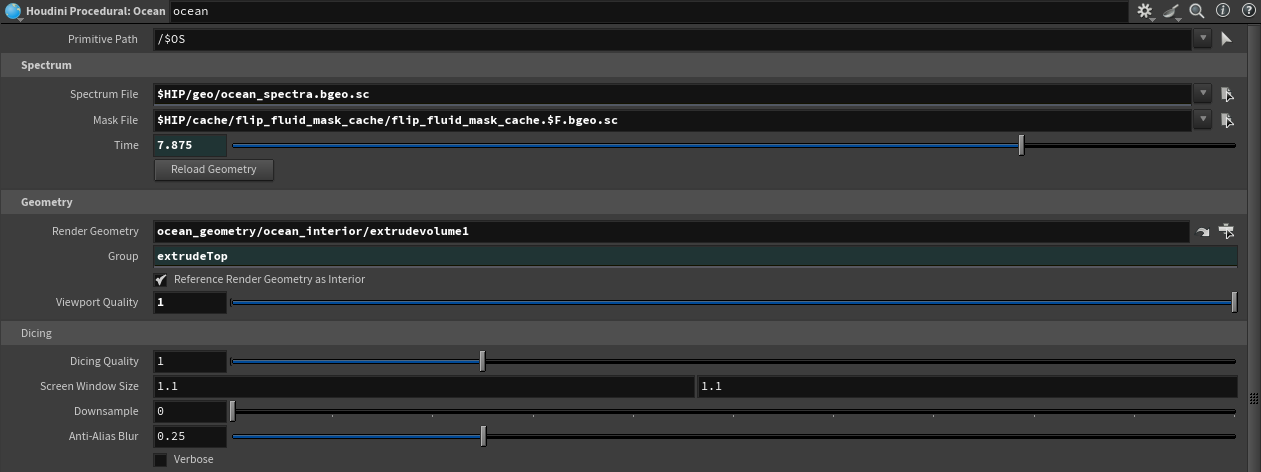 Houdini Procedural: Ocean ocean
Primitive Path /$OS
Spectrum
Spectrum File $HIP/geo/ocean_spectra.bgeo.sc
Mask File $HIP/cache/flip_fluid_mask_cache/flip_fluid_mask_cache.$F.bgeo.sc
Time 7.875
Reload Geometry
Geometry
Render Geometry ocean_geometry/ocean_interior/extrudevolume1
Group extrudeTop
Reference Render Geometry as Interior
Viewport Quality 1
Dicing
Dicing Quality 1
Screen Window Size 1.1 1.1
Downsample 0
Anti-Alias Blur 0.25
Verbose